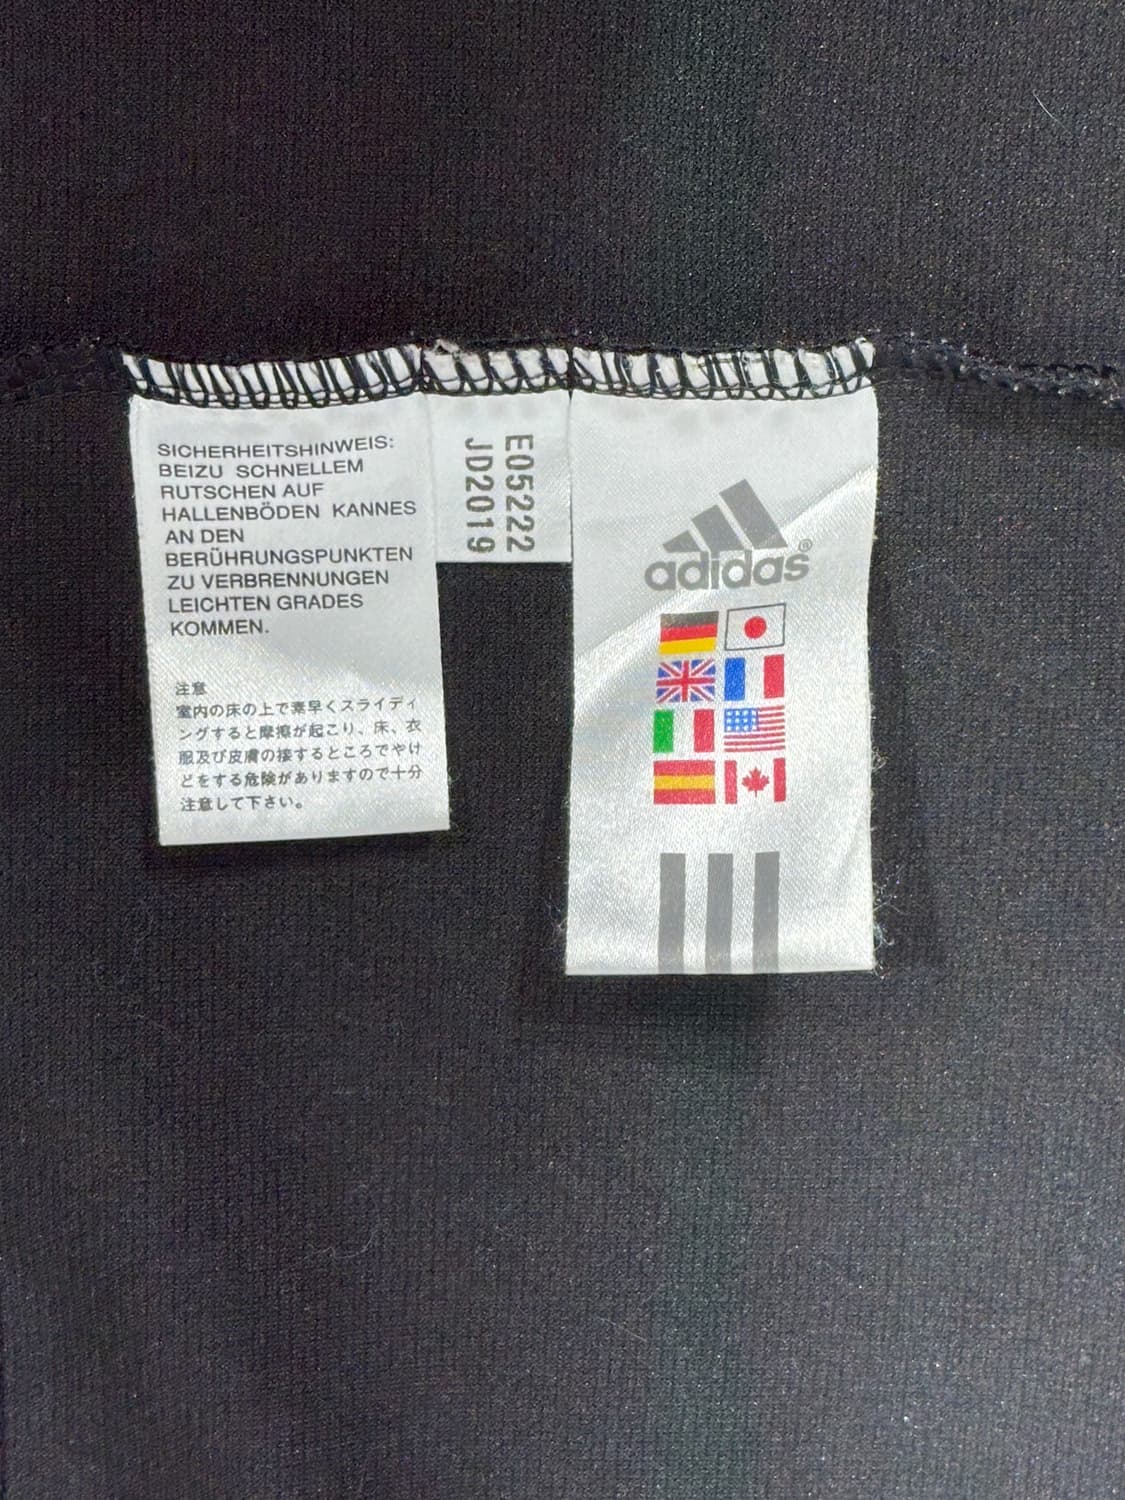 SICHERHEITSHINWEIS:
BEIZU SCHNELLEM
RUTSCHEN AUF
HALLENBÖDEN KANNES
AN DEN
BERÜHRUNGSPUNKTEN
ZU VERBRENNUNGEN
LEICHTEN GRADES
KOMMEN.
注意
室内の床の上で素早くスライディ
ングすると摩擦が起こり、床、衣
服及び皮膚の接するところでやけ
どをする危険がありますので十分
注意して下さい。
E05222
JD2019
adidas®